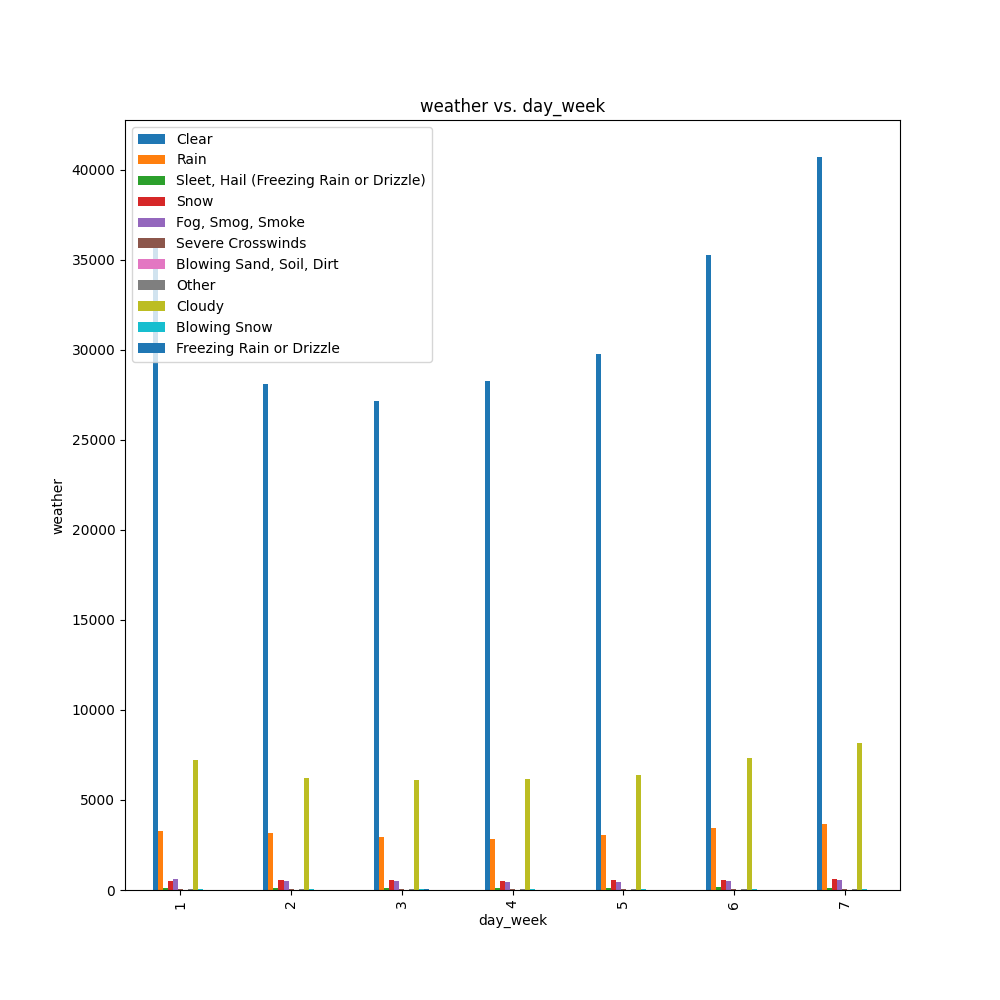 weather vs. day_week
Clear
Rain
Sleet, Hail (Freezing Rain or Drizzle)
Snow
Fog, Smog, Smoke
Severe Crosswinds
Blowing Sand, Soil, Dirt
Other
Cloudy
Blowing Snow
Freezing Rain or Drizzle
40000
35000
30000
25000
20000
15000
10000
5000
0
weather
1 2 3 4 5 6 7
day_week